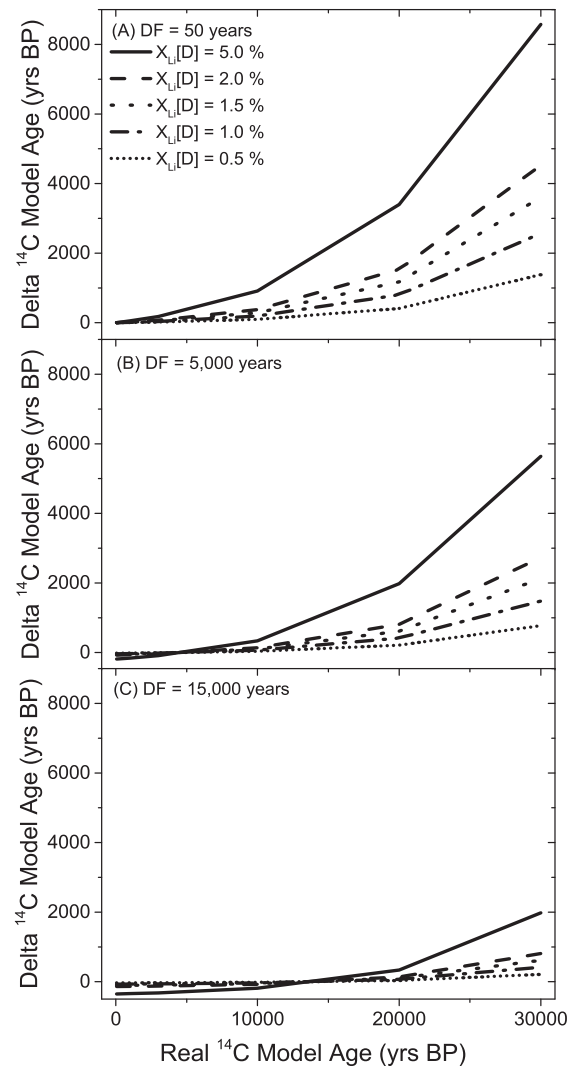 (A) DF = 50 years
X_Li[D] = 5.0 %
X_Li[D] = 2.0 %
X_Li[D] = 1.5 %
X_Li[D] = 1.0 %
X_Li[D] = 0.5 %
8000
6000
4000
2000
0
Delta ¹⁴C Model Age (yrs BP)
(B) DF = 5,000 years
8000
6000
4000
2000
0
Delta ¹⁴C Model Age (yrs BP)
(C) DF = 15,000 years
8000
6000
4000
2000
0
Delta ¹⁴C Model Age (yrs BP)
0 10000 20000 30000
Real ¹⁴C Model Age (yrs BP)